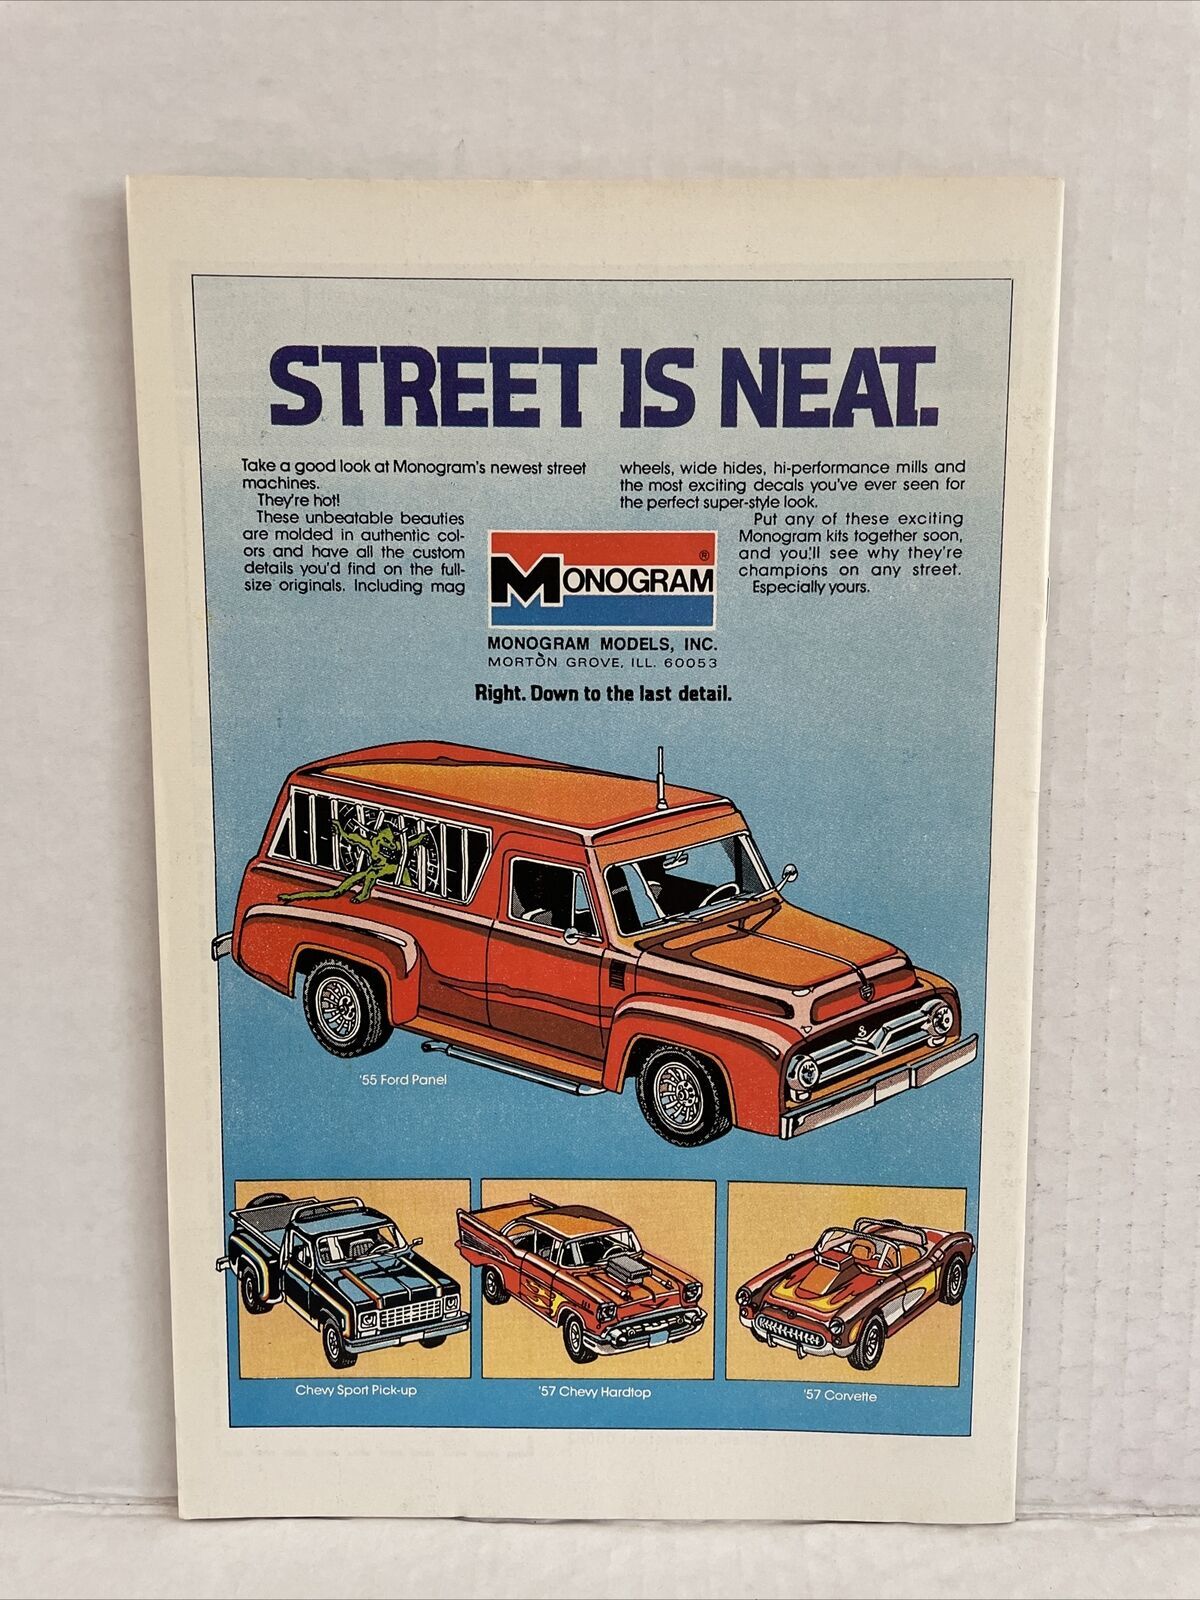 STREET IS NEAT.
Take a good look at Monogram's newest street
machines.
They're hot!
These unbeatable beauties
are molded in authentic col-
ors and have all the custom
details you'd find on the full-
size originals. Including mag
wheels, wide hides, hi-performance mills and
the most exciting decals you've ever seen for
the perfect super-style look.
Put any of these exciting
Monogram kits together soon,
and you'll see why they're
champions on any street.
Especially yours.
MONOGRAM®
MONOGRAM MODELS, INC.
MORTON GROVE, ILL. 60053
Right. Down to the last detail.
'55 Ford Panel
Chevy Sport Pick-up
'57 Chevy Hardtop
'57 Corvette